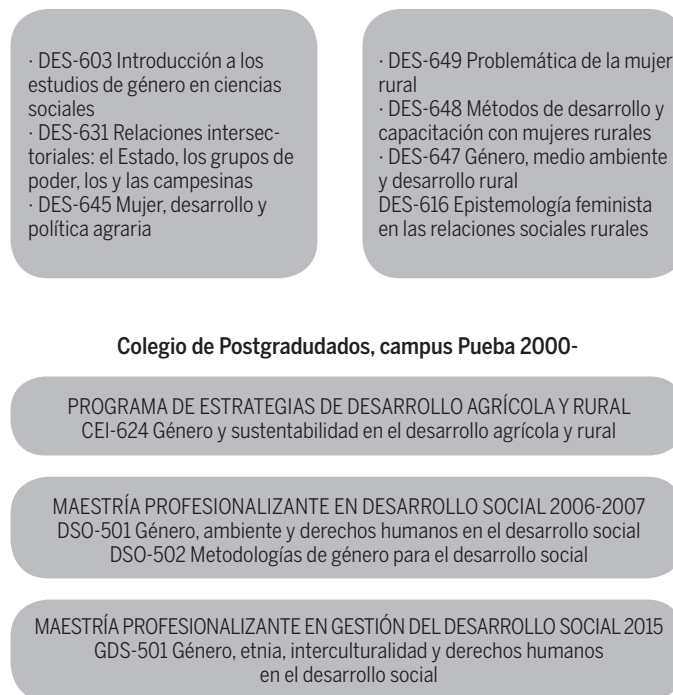 · DES-603 Introducción a los
estudios de género en ciencias
sociales
· DES-631 Relaciones intersec-
toriales: el Estado, los grupos de
poder, los y las campesinas
· DES-645 Mujer, desarrollo y
política agraria
· DES-649 Problemática de la mujer
rural
· DES-648 Métodos de desarrollo y
capacitación con mujeres rurales
· DES-647 Género, medio ambiente
y desarrollo rural
DES-616 Epistemología feminista
en las relaciones sociales rurales
Colegio de Postgradudados, campus Pueba 2000-
PROGRAMA DE ESTRATEGIAS DE DESARROLLO AGRÍCOLA Y RURAL
CEI-624 Género y sustentabilidad en el desarrollo agrícola y rural
MAESTRÍA PROFESIONALIZANTE EN DESARROLLO SOCIAL 2006-2007
DSO-501 Género, ambiente y derechos humanos en el desarrollo social
DSO-502 Metodologías de género para el desarrollo social
MAESTRÍA PROFESIONALIZANTE EN GESTIÓN DEL DESARROLLO SOCIAL 2015
GDS-501 Género, etnia, interculturalidad y derechos humanos
en el desarrollo social